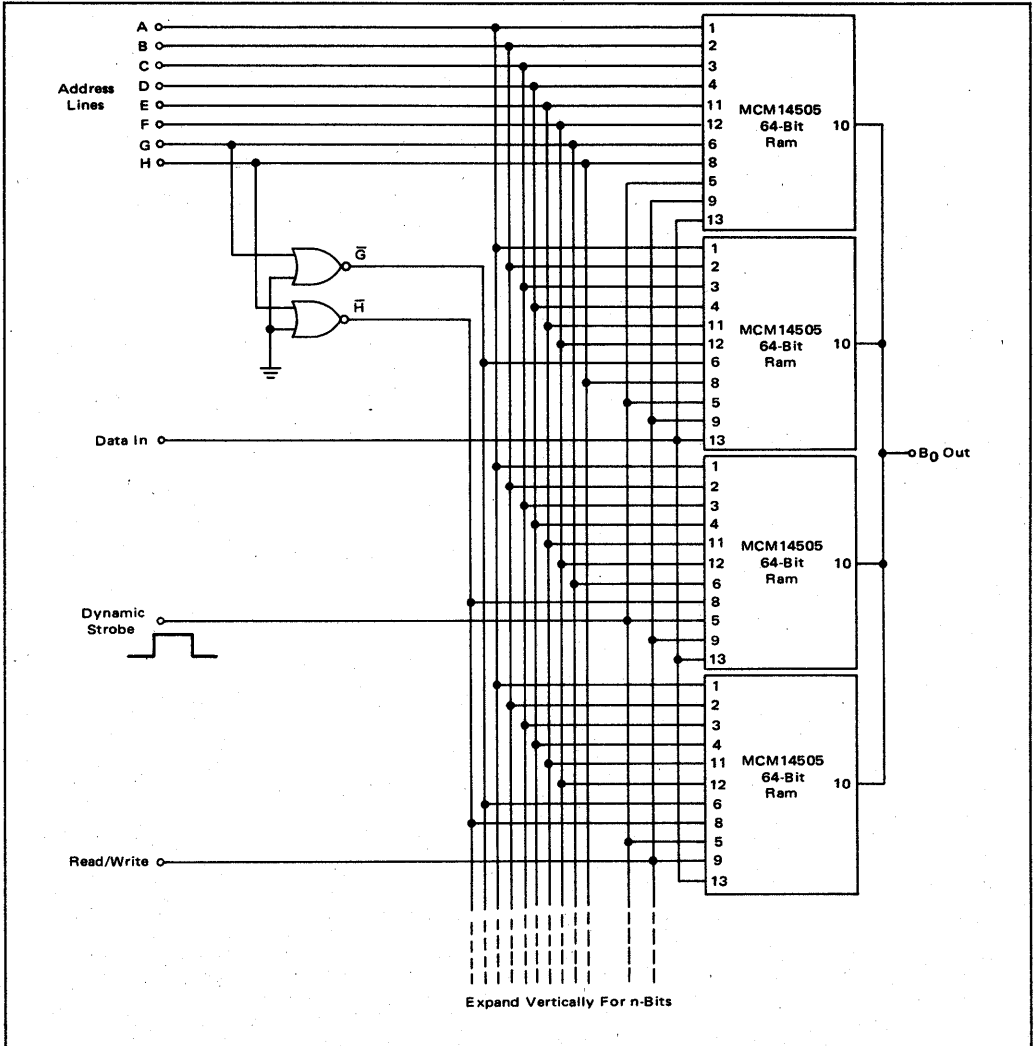 A
B
C
Address Lines
D
E
F
G
H
1
2
3
4
11
12
6
8
5
9
13
MCM14505
64-Bit
Ram
10
G̅
H̅
1
2
3
4
11
12
6
8
5
9
13
MCM14505
64-Bit
Ram
10
Data In
B0 Out
1
2
3
4
11
12
6
8
5
9
13
MCM14505
64-Bit
Ram
10
Dynamic
Strobe
1
2
3
4
11
12
6
8
5
9
13
MCM14505
64-Bit
Ram
10
Read/Write
Expand Vertically For n-Bits